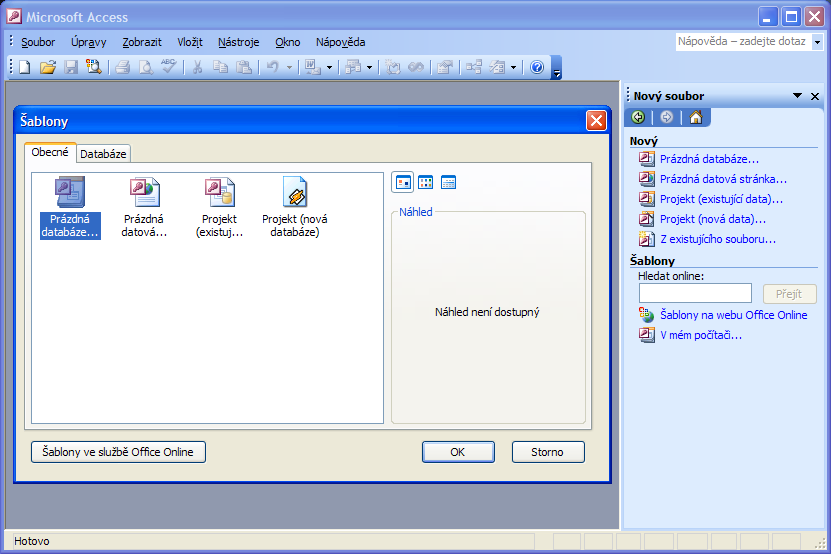 Microsoft Access
Soubor Úpravy Zobrazit Vložit Nástroje Okno Nápověda Nápověda – zadejte dotaz
Šablony
Obecné Databáze
Prázdná databáze...
Prázdná datová...
Projekt (existuj...
Projekt (nová databáze)
Náhled
Náhled není dostupný
Šablony ve službě Office Online
OK
Storno
Nový soubor
Nový
Prázdná databáze...
Prázdná datová stránka...
Projekt (existující data)...
Projekt (nová data)...
Z existujícího souboru...
Šablony
Hledat online:
Přejít
Šablony na webu Office Online
V mém počítači...
Hotovo